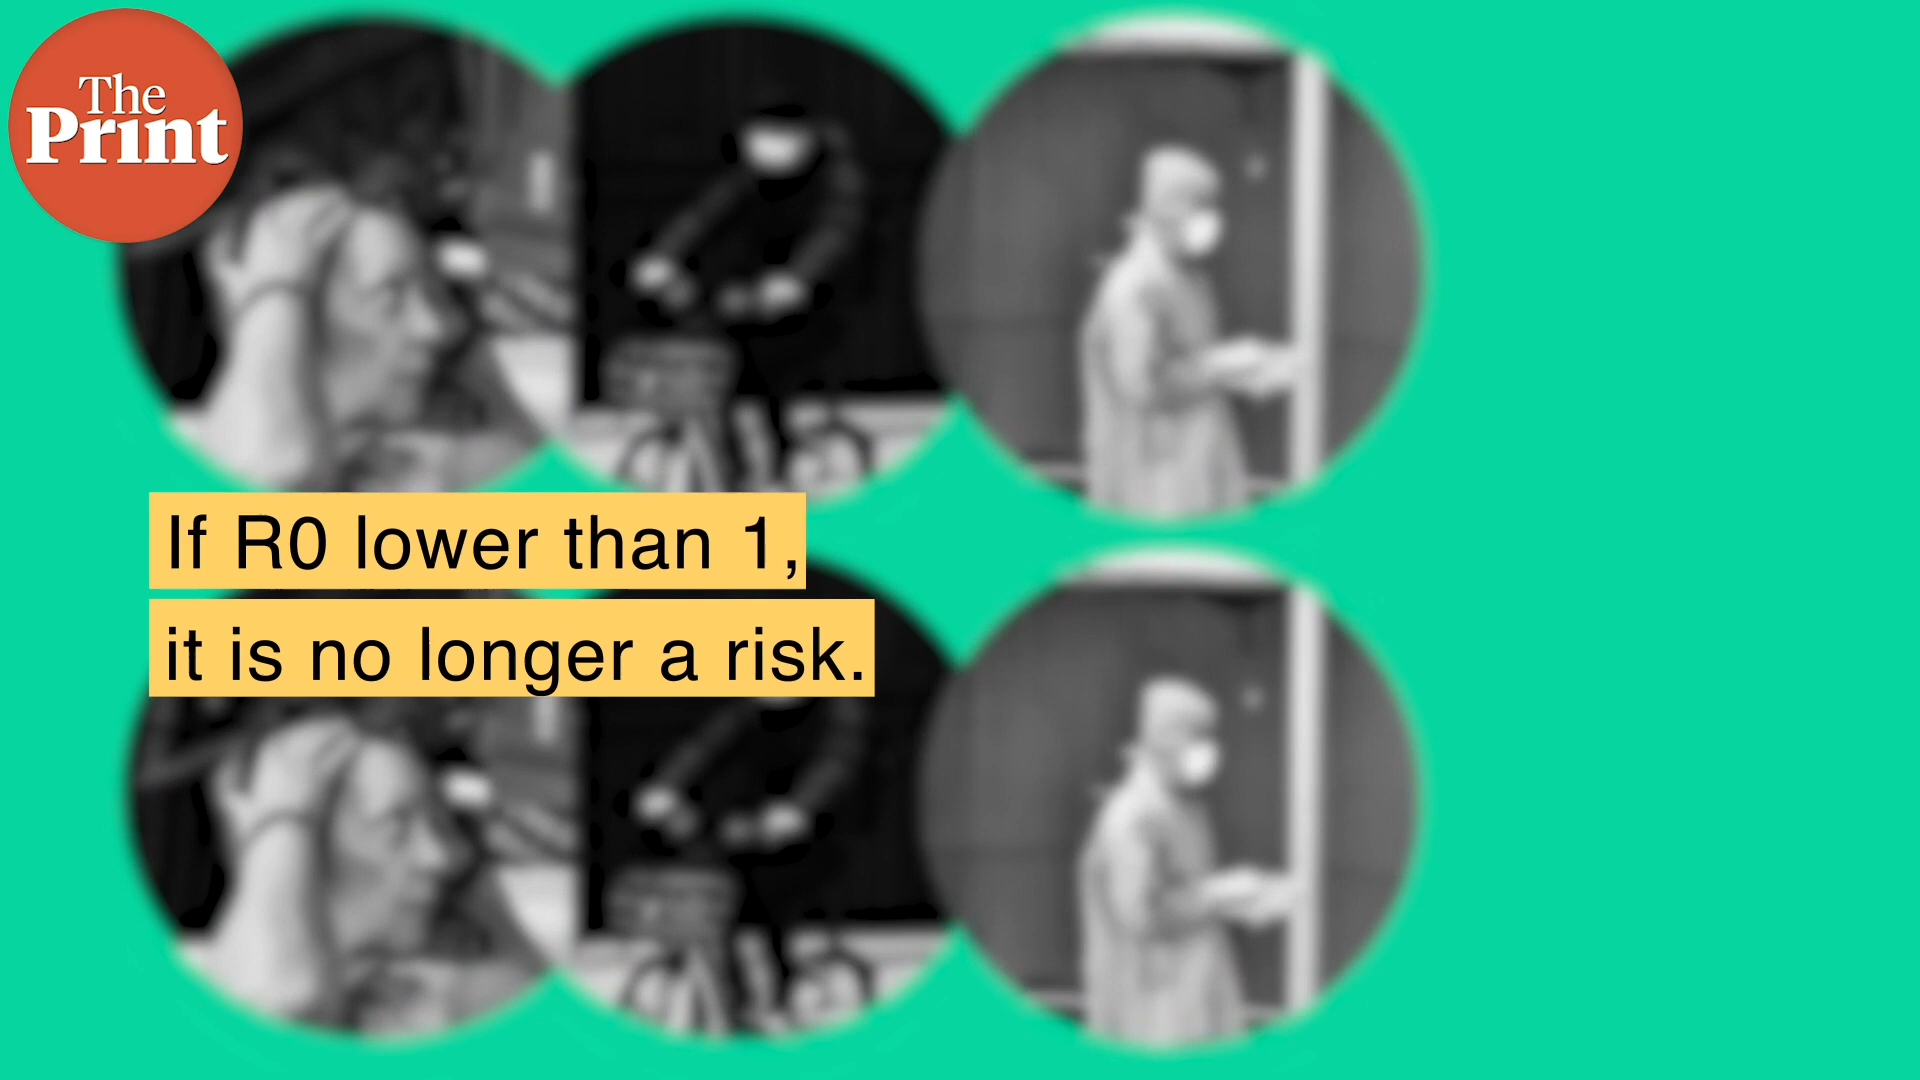 The
Print
If R0 lower than 1,
it is no longer a risk.